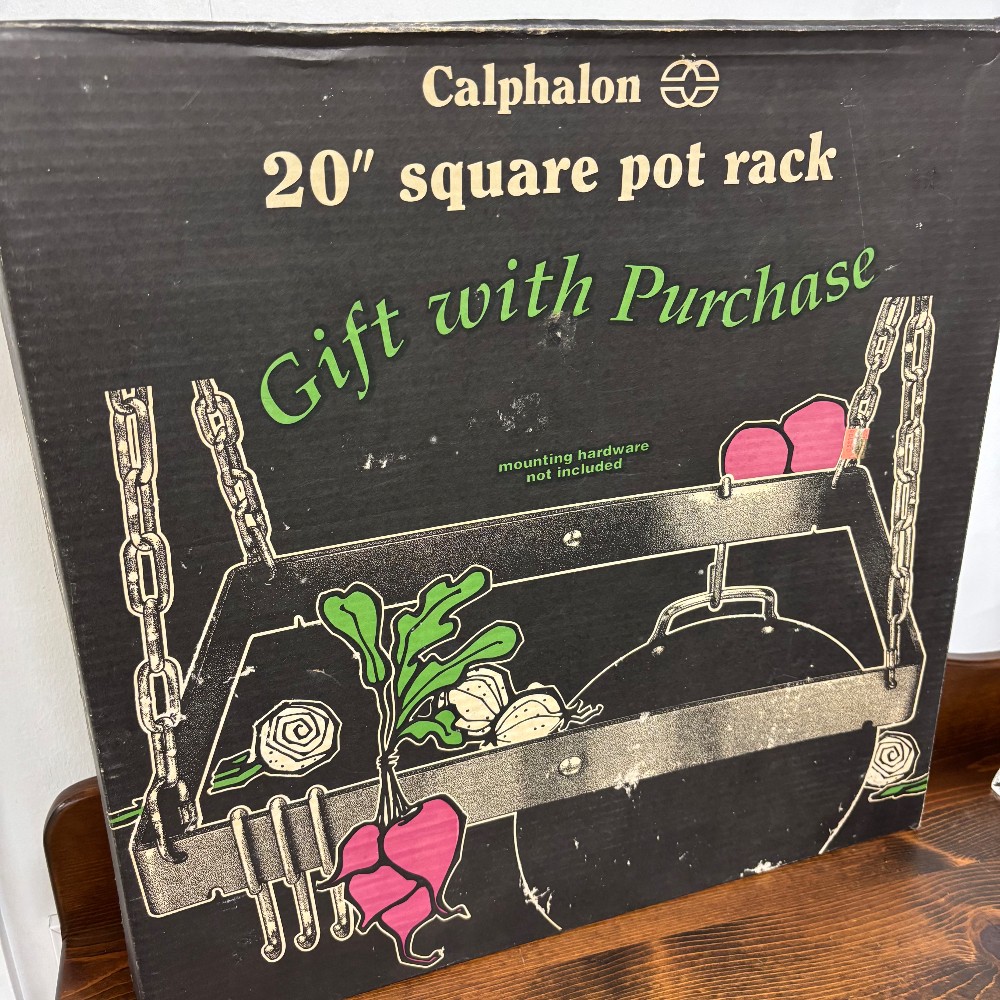 Calphalon
20" square pot rack
Gift with Purchase
mounting hardware
not included